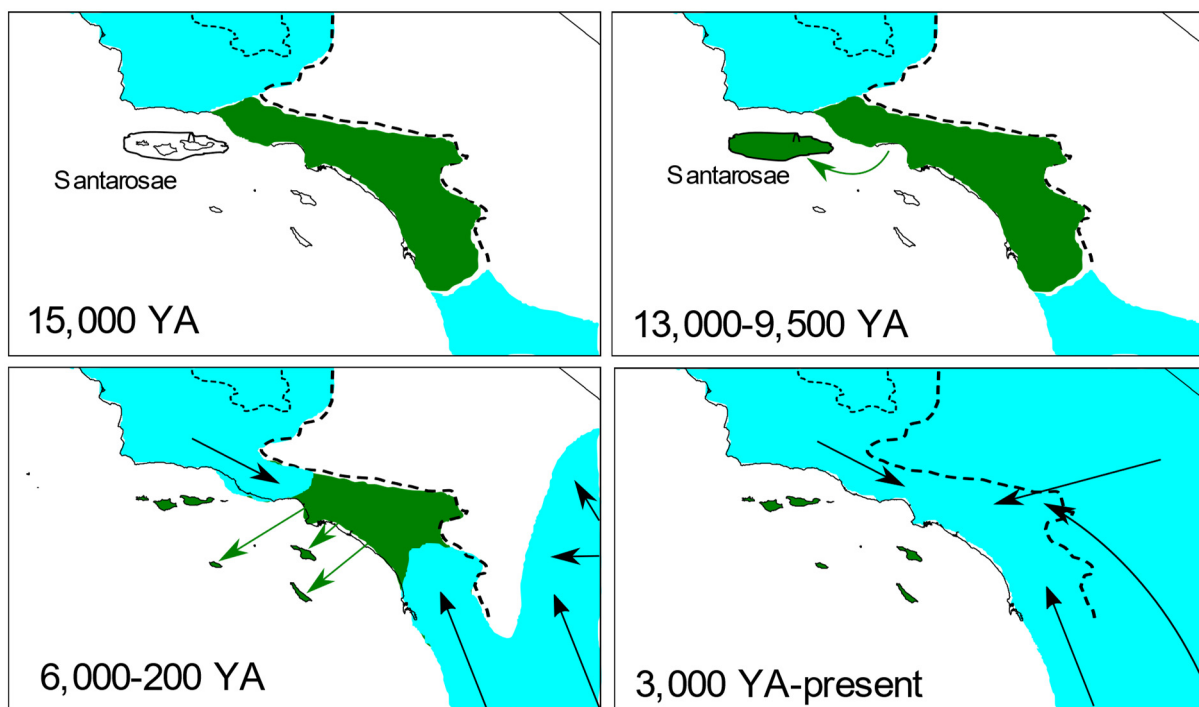 Santarosae
15,000 YA
Santarosae
13,000-9,500 YA
6,000-200 YA
3,000 YA-present